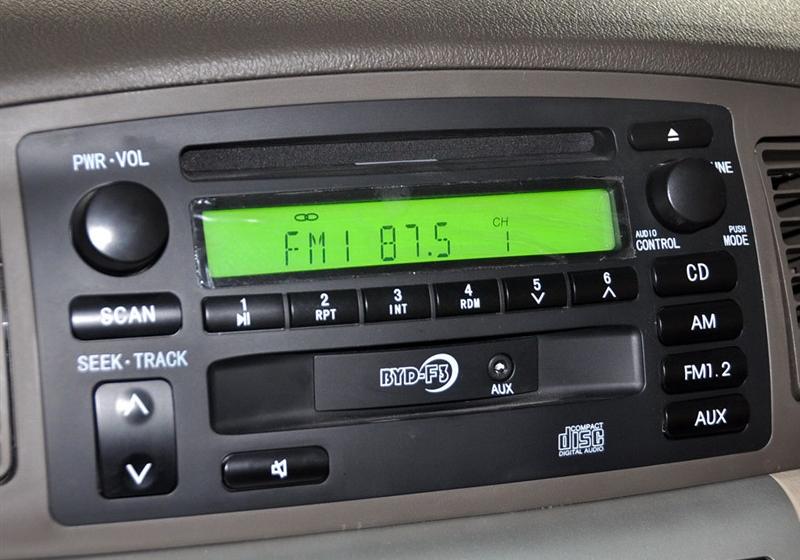 PWR·VOL
UNE
AUDIO
CONTROL
PUSH
MODE
CH
FM1 87.5 1
SCAN
1 2 3 4 5 6
RPT INT RDM
CD
AM
FM1.2
AUX
SEEK·TRACK
BYD-F3
AUX
COMPACT
disc
DIGITAL AUDIO